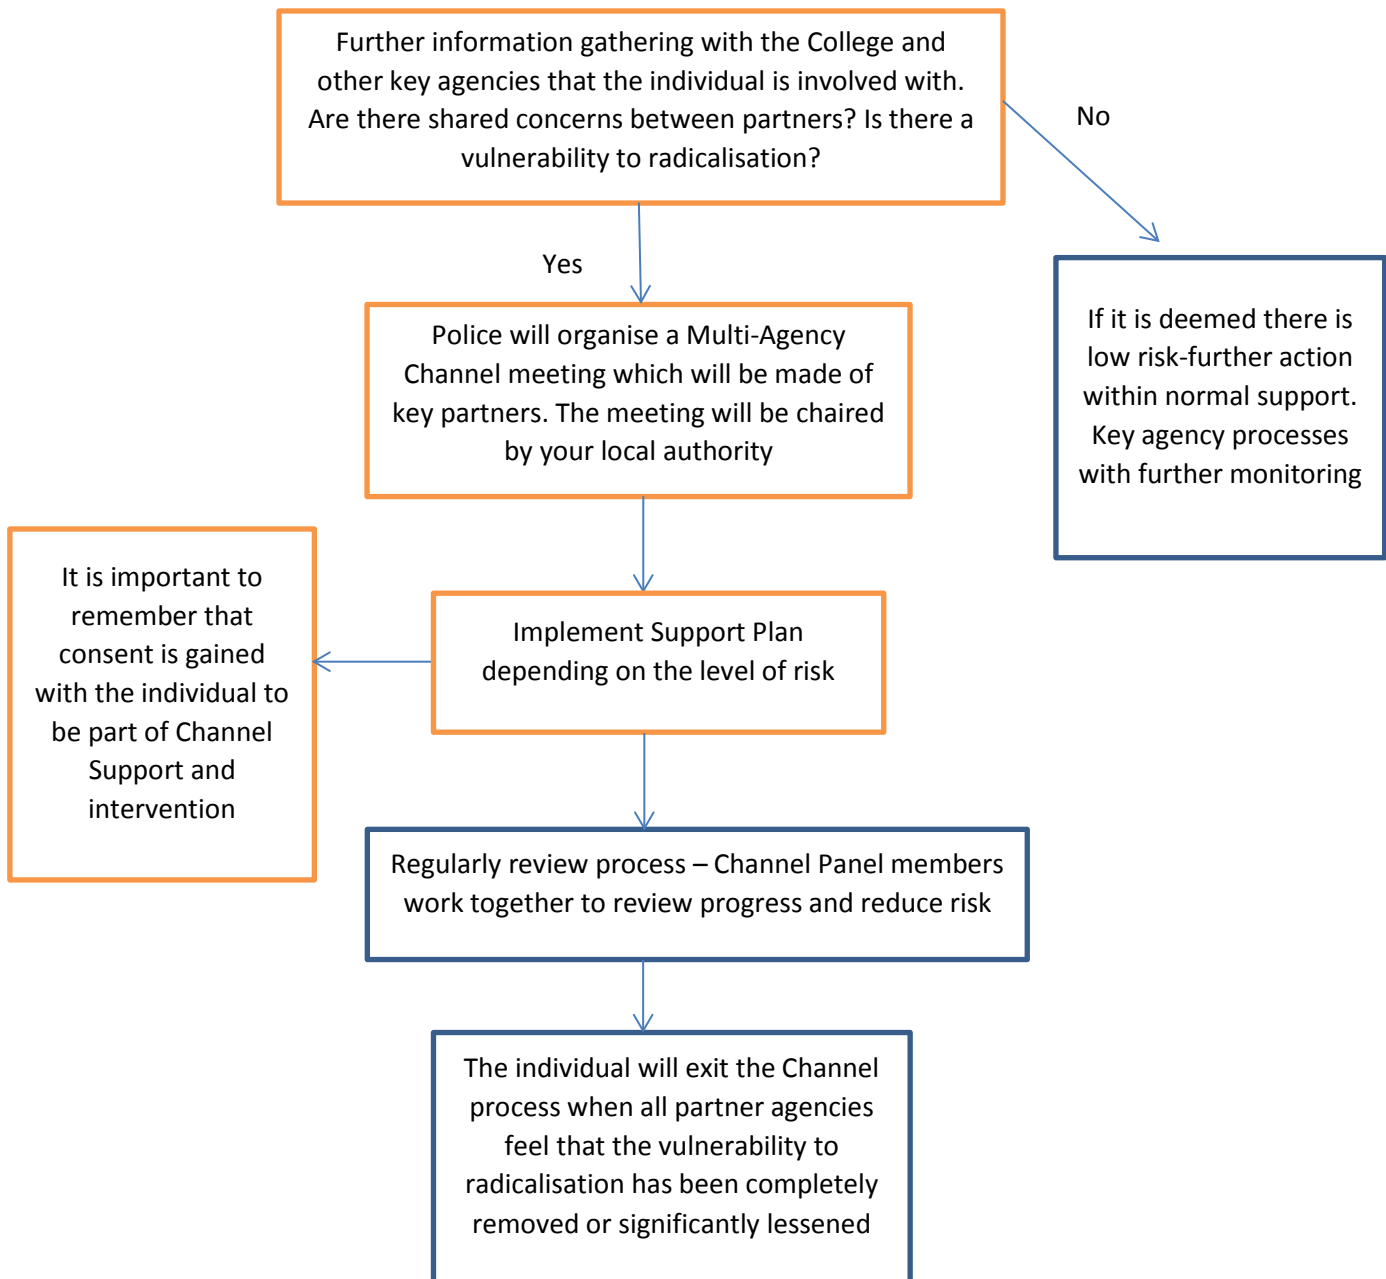 Further information gathering with the College and
other key agencies that the individual is involved with.
Are there shared concerns between partners? Is there a
vulnerability to radicalisation?
No
Yes
If it is deemed there is
low risk-further action
within normal support.
Key agency processes
with further monitoring
Police will organise a Multi-Agency
Channel meeting which will be made of
key partners. The meeting will be chaired
by your local authority
It is important to
remember that
consent is gained
with the individual to
be part of Channel
Support and
intervention
Implement Support Plan
depending on the level of risk
Regularly review process – Channel Panel members
work together to review progress and reduce risk
The individual will exit the Channel
process when all partner agencies
feel that the vulnerability to
radicalisation has been completely
removed or significantly lessened